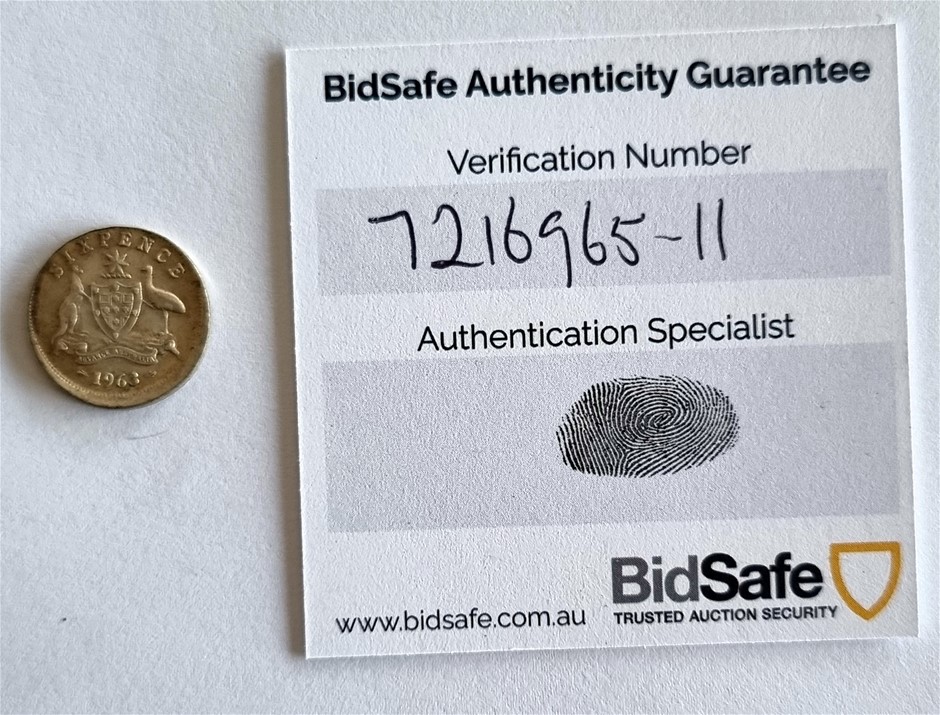 SIXPENCE
1963
BidSafe Authenticity Guarantee
Verification Number
7216965-11
Authentication Specialist
www.bidsafe.com.au
BidSafe
TRUSTED AUCTION SECURITY